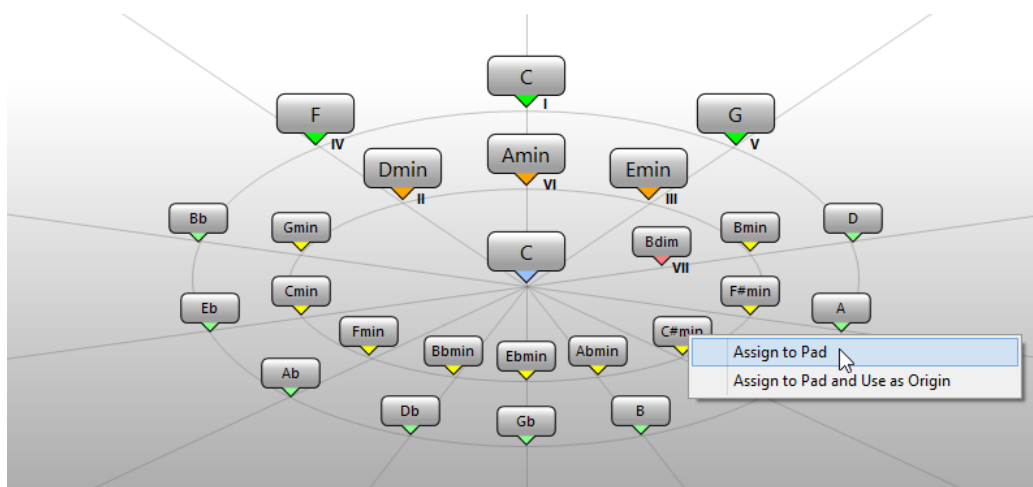 C
I
F
IV
G
V
Amin
VI
Dmin
II
Emin
III
Bb
Gmin
C
Bdim
VII
Bmin
D
Eb
Cmin
F#min
A
Fmin
Bbmin
Ebmin
Abmin
C#min
Assign to Pad
Assign to Pad and Use as Origin
Ab
Db
Gb
B